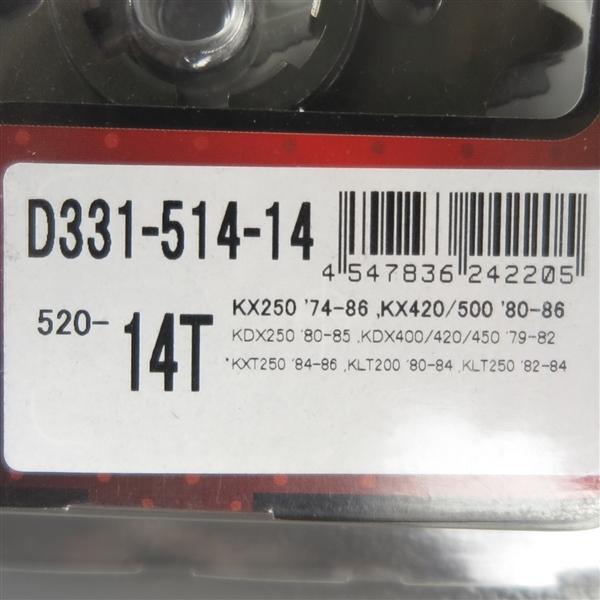 D331-514-14
4 547836 242205
520-14T
KX250 '74-86 ,KX420/500 '80-86
KDX250 '80-85 ,KDX400/420/450 '79-82
*KXT250 '84-86 ,KLT200 '80-84 ,KLT250 '82-84